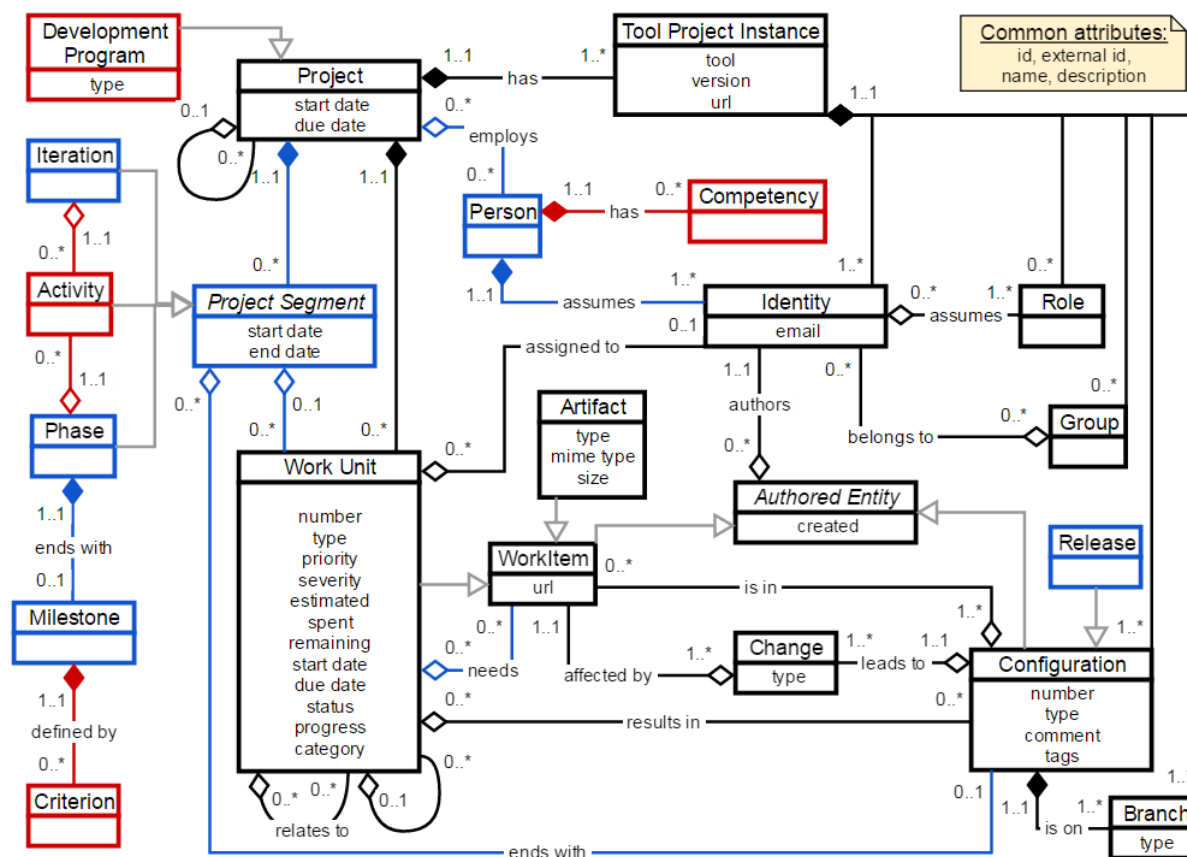 Development
Program
type
Project
start date
due date
1..1
has
1..*
Tool Project Instance
tool
version
url
1..1
Common attributes:
id, external id,
name, description
0..1
0..*
0..*
employs
0..*
Iteration
1..1
1..1
1..1
0..*
Person
1..1
has
0..*
Competency
1..1
0..*
Activity
0..*
Project Segment
start date
end date
1..1
assumes
1..*
1..*
Identity
email
0..1
0..*
assumes
1..*
0..*
Role
assigned to
0..*
1..1
0..*
0..1
1..1
authors
0..*
0..*
Phase
0..*
0..*
Artifact
type
mime type
size
belongs to
0..*
0..*
Group
Work Unit
number
type
priority
severity
estimated
spent
remaining
start date
due date
status
progress
category
0..*
0..*
Authored Entity
created
1..1
ends with
0..1
Milestone
WorkItem
url
0..*
is in
1..*
Release
1..*
0..*
0..*
needs
1..1
affected by
1..*
Change
type
1..*
leads to
1..1
Configuration
number
type
comment
tags
0..*
results in
0..*
1..1
defined by
0..*
Criterion
0..*
0..*
relates to
0..1
0..*
0..1
ends with
1..1
is on
1..*
1..*
Branch
type